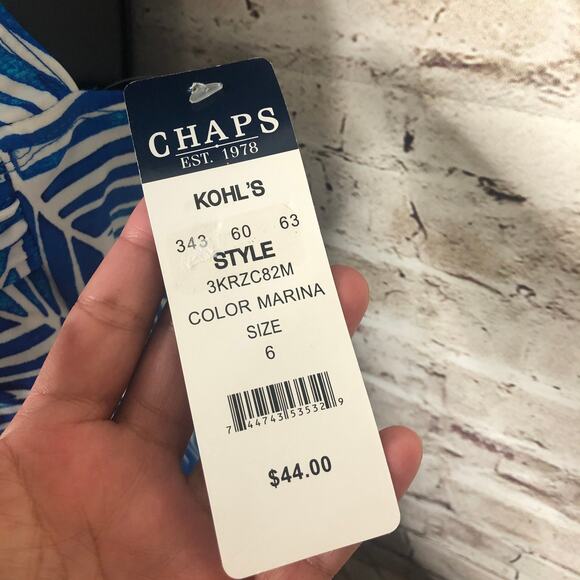 CHAPS
EST. 1978
KOHL'S
343 60 63
STYLE
3KRZC82M
COLOR MARINA
SIZE
6
7 44743 53532 9
$44.00